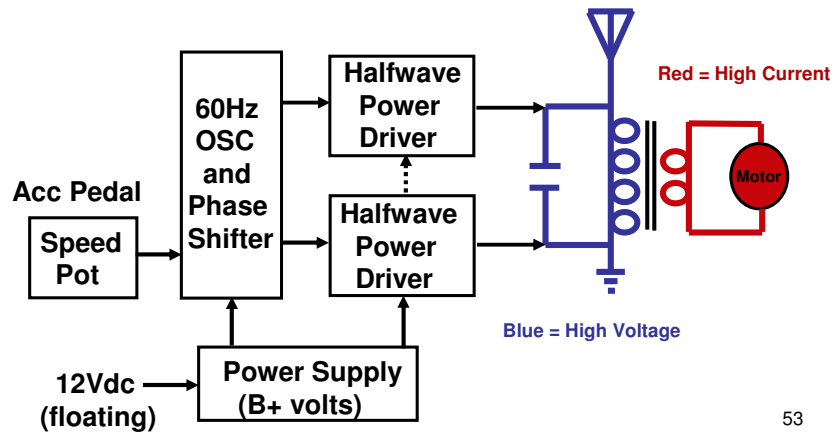 Halfwave
Power
Driver
Red = High Current
60Hz
OSC
and
Phase
Shifter
Motor
Acc Pedal
Speed
Pot
Halfwave
Power
Driver
Blue = High Voltage
12Vdc
(floating)
Power Supply
(B+ volts)
53